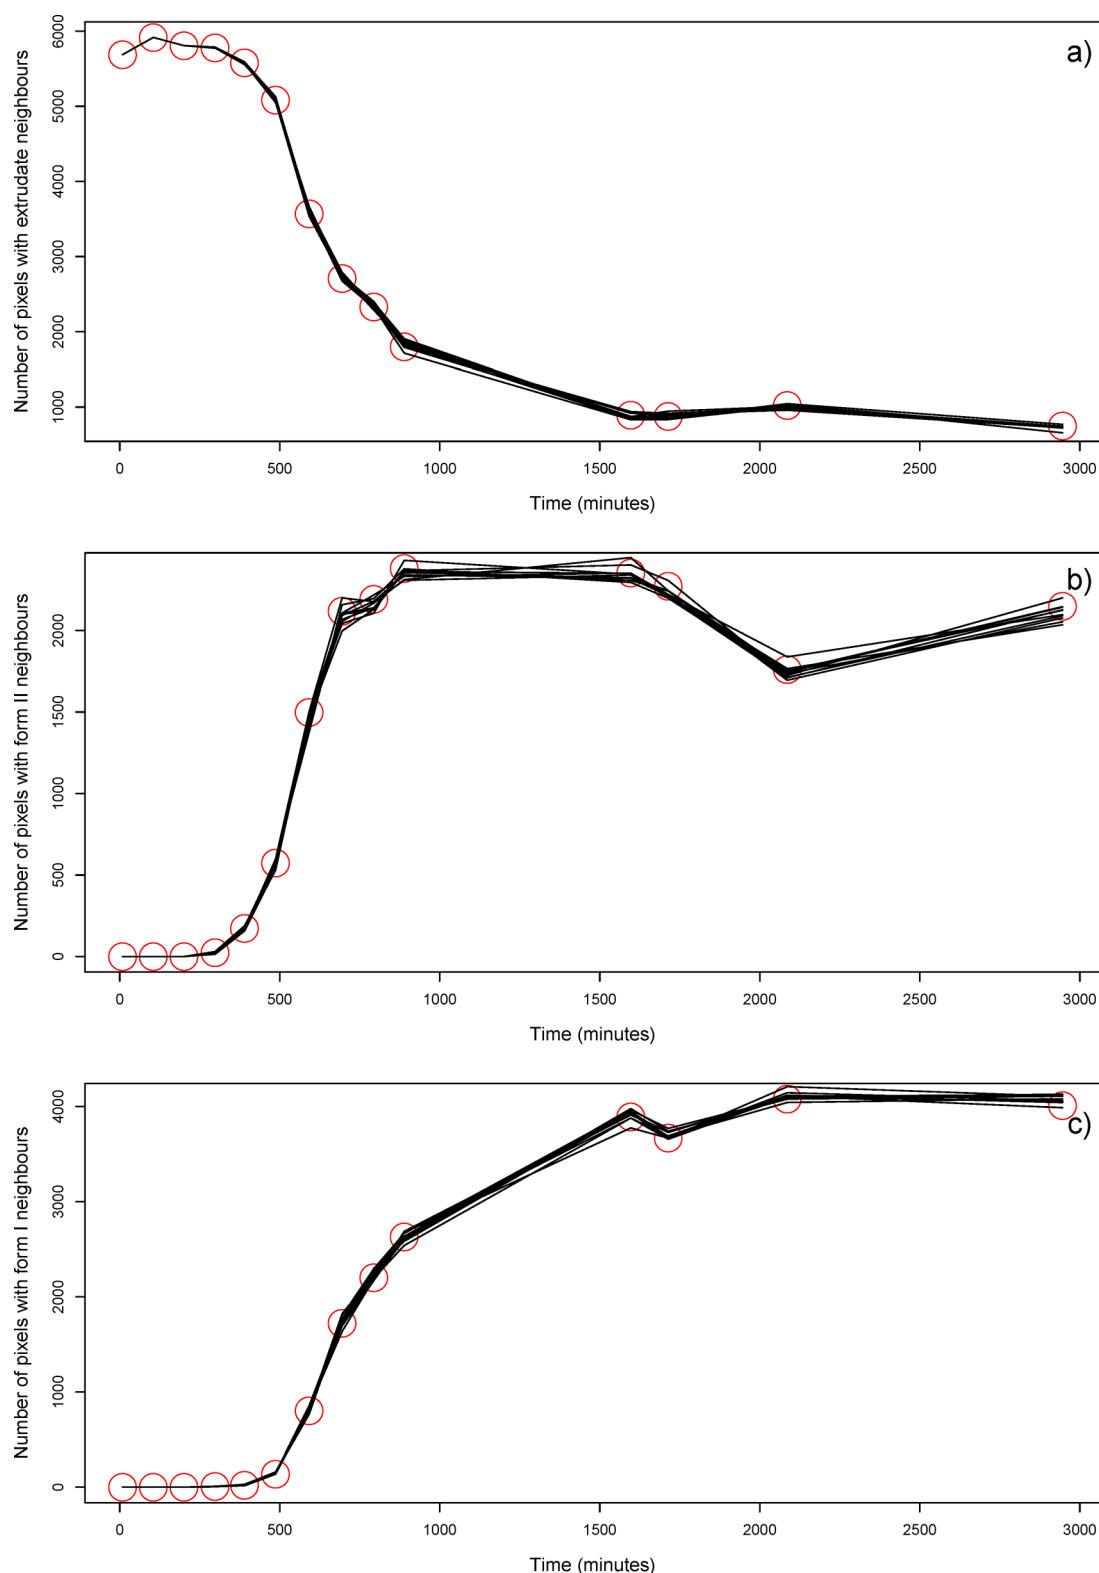 a)
Number of pixels with extrudate neighbours
6000
5000
4000
3000
2000
1000
0 500 1000 1500 2000 2500 3000
Time (minutes)
b)
Number of pixels with form II neighbours
2000
1500
1000
500
0
0 500 1000 1500 2000 2500 3000
Time (minutes)
c)
Number of pixels with form I neighbours
4000
3000
2000
1000
0
0 500 1000 1500 2000 2500 3000
Time (minutes)